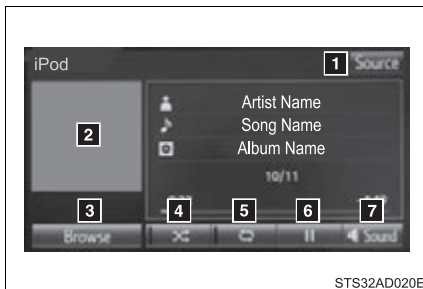 iPod
1 Source
Artist Name
2
Song Name
Album Name
10/11
3
4
5
6
7
Browse
Sound
STS32AD020E